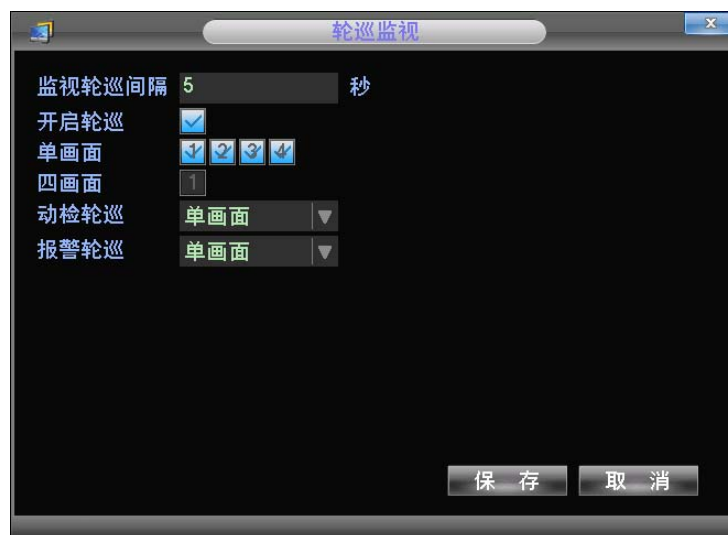 轮巡监视
监视轮巡间隔 5 秒
开启轮巡
单画面 1 2 3 4
四画面 1
动检轮巡 单画面
报警轮巡 单画面
保 存 取 消